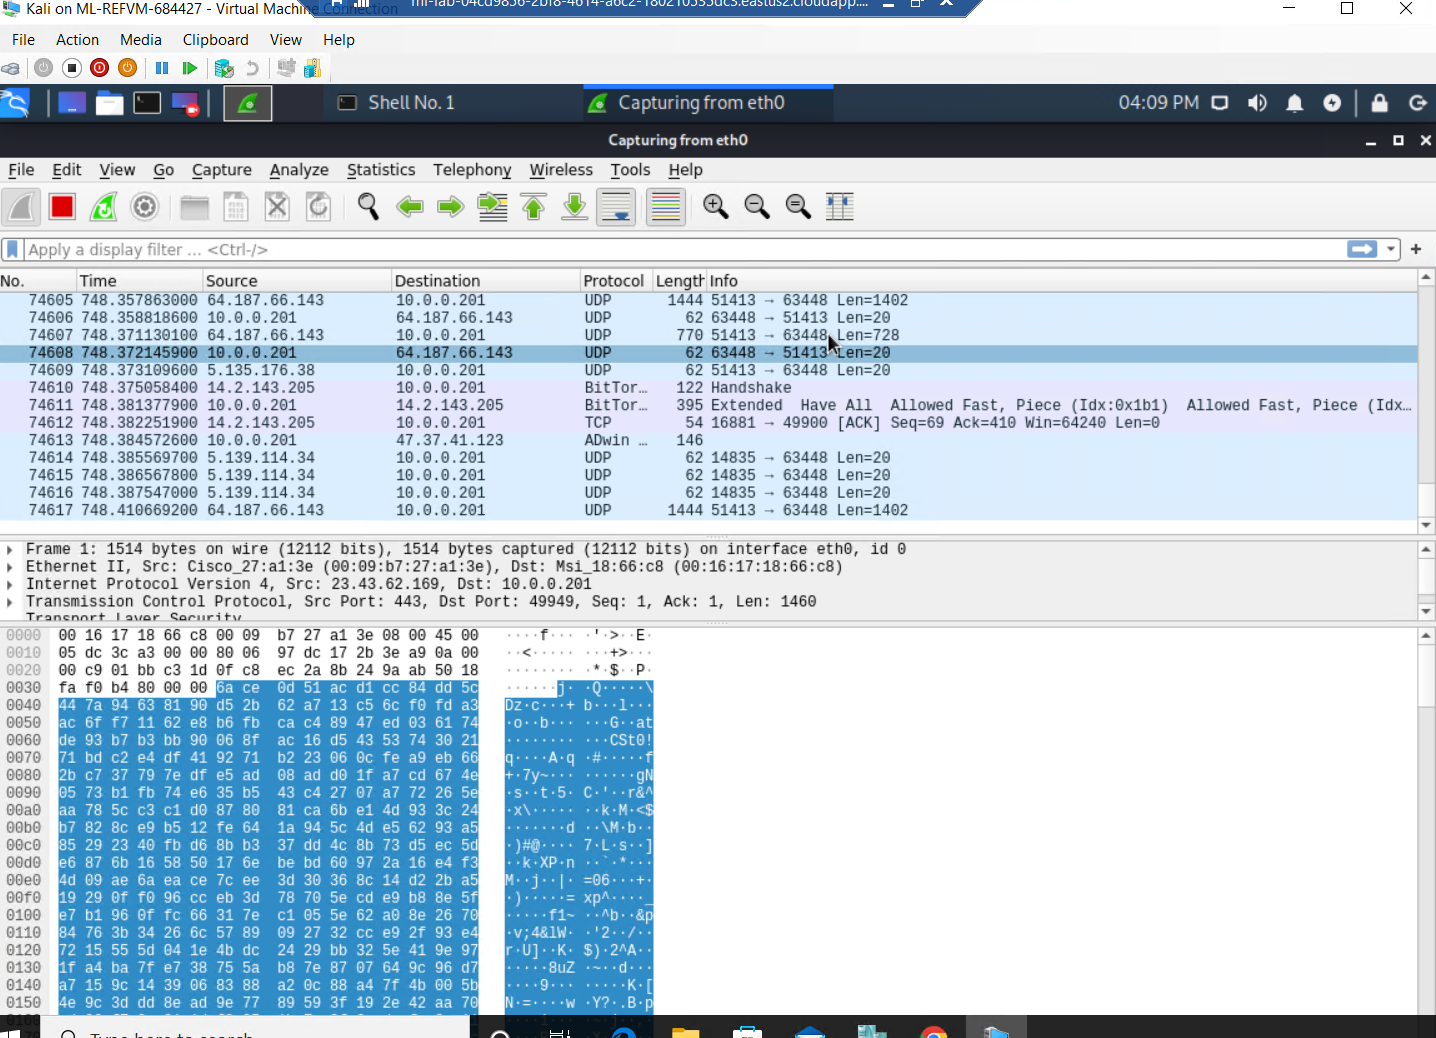 Kali on ML-REFVM-684427 - Virtual Machine Connection
ml-lab-04cd9856-2bf8-4614-a6c2-180210535dc3.eastus2.cloudapp....
File Action Media Clipboard View Help
Shell No. 1
Capturing from eth0
04:09 PM
Capturing from eth0
File Edit View Go Capture Analyze Statistics Telephony Wireless Tools Help
Apply a display filter ... <Ctrl-/>
No. Time Source Destination Protocol Length Info
74605 748.357863000 64.187.66.143 10.0.0.201 UDP 1444 51413 → 63448 Len=1402
74606 748.358818600 10.0.0.201 64.187.66.143 UDP 62 63448 → 51413 Len=20
74607 748.371130100 64.187.66.143 10.0.0.201 UDP 770 51413 → 63448 Len=728
74608 748.372145900 10.0.0.201 64.187.66.143 UDP 62 63448 → 51413 Len=20
74609 748.373109600 5.135.176.38 10.0.0.201 UDP 62 51413 → 63448 Len=20
74610 748.375058400 14.2.143.205 10.0.0.201 BitTor… 122 Handshake
74611 748.381377900 10.0.0.201 14.2.143.205 BitTor… 395 Extended Have All Allowed Fast, Piece (Idx:0x1b1) Allowed Fast, Piece (Idx…
74612 748.382251900 14.2.143.205 10.0.0.201 TCP 54 16881 → 49900 [ACK] Seq=69 Ack=410 Win=64240 Len=0
74613 748.384572600 10.0.0.201 47.37.41.123 ADwin … 146
74614 748.385569700 5.139.114.34 10.0.0.201 UDP 62 14835 → 63448 Len=20
74615 748.386567800 5.139.114.34 10.0.0.201 UDP 62 14835 → 63448 Len=20
74616 748.387547000 5.139.114.34 10.0.0.201 UDP 62 14835 → 63448 Len=20
74617 748.410669200 64.187.66.143 10.0.0.201 UDP 1444 51413 → 63448 Len=1402
Frame 1: 1514 bytes on wire (12112 bits), 1514 bytes captured (12112 bits) on interface eth0, id 0
Ethernet II, Src: Cisco_27:a1:3e (00:09:b7:27:a1:3e), Dst: Msi_18:66:c8 (00:16:17:18:66:c8)
Internet Protocol Version 4, Src: 23.43.62.169, Dst: 10.0.0.201
Transmission Control Protocol, Src Port: 443, Dst Port: 49949, Seq: 1, Ack: 1, Len: 1460
Transport Layer Security
0000 00 16 17 18 66 c8 00 09 b7 27 a1 3e 08 00 45 00 ····f··· ·'·>··E·
0010 05 dc 3c a3 00 00 80 06 97 dc 17 2b 3e a9 0a 00 ··<····· ···+>···
0020 00 c9 01 bb c3 1d 0f c8 ec 2a 8b 24 9a ab 50 18 ········ ·*·$··P·
0030 fa f0 b4 80 00 00 6a ce 0d 51 ac d1 cc 84 dd 5c ······j· ·Q·····\
0040 44 7a 94 63 81 90 d5 2b 62 a7 13 c5 6c f0 fd a3 Dz·c···+ b···l···
0050 ac 6f f7 11 62 e8 b6 fb ca c4 89 47 ed 03 61 74 ·o··b··· ···G··at
0060 de 93 b7 b3 bb 90 06 8f ac 16 d5 43 53 74 30 21 ········ ···CSt0!
0070 71 bd c2 e4 df 41 92 71 b2 23 06 0c fe a9 eb 66 q····A·q ·#·····f
0080 2b c7 37 79 7e df e5 ad 08 ad d0 1f a7 cd 67 4e +·7y~··· ······gN
0090 05 73 b1 fb 74 e6 35 b5 43 c4 27 07 a7 72 26 5e ·s··t·5· C·'··r&^
00a0 aa 78 5c c3 c1 d0 87 80 81 ca 6b e1 4d 93 3c 24 ·x\····· ··k·M·<$
00b0 b7 82 8c e9 b5 12 fe 64 1a 94 5c 4d e5 62 93 a5 ·······d ··\M·b··
00c0 85 29 23 40 fb d6 8b b3 37 dd 4c 8b 73 d5 ec 5d ·)#@···· 7·L·s··]
00d0 e6 87 6b 16 58 50 17 6e be bd 60 97 2a 16 e4 f3 ··k·XP·n ··`·*···
00e0 4d 09 ae 6a ea ce 7c ee 3d 30 36 8c 14 d2 2b a5 M··j··|· =06···+·
00f0 19 29 0f f0 96 cc eb 3d 78 70 5e cd e9 b8 8e 5f ·)·····= xp^····_
0100 e7 b1 96 0f fc 66 31 7e c1 05 5e 62 a0 8e 26 70 ·····f1~ ··^b··&p
0110 84 76 3b 34 26 6c 57 89 09 27 32 cc e9 2f 93 e4 ·v;4&lW· ·'2··/··
0120 72 15 55 5d 04 1e 4b dc 24 29 bb 32 5e 41 9e 97 r·U]··K· $)·2^A··
0130 1f a4 ba 7f e7 38 75 5a b8 7e 87 07 64 9c 96 d7 ·····8uZ ·~··d···
0140 a7 15 9c 14 39 06 83 88 a2 0c 88 a4 7f 4b 00 5b ····9··· ·····K·[
0150 4e 9c 3d dd 8e ad 9e 77 89 59 3f 19 2e 42 aa 70 N·=····w ·Y?·.B·p
Type here to search